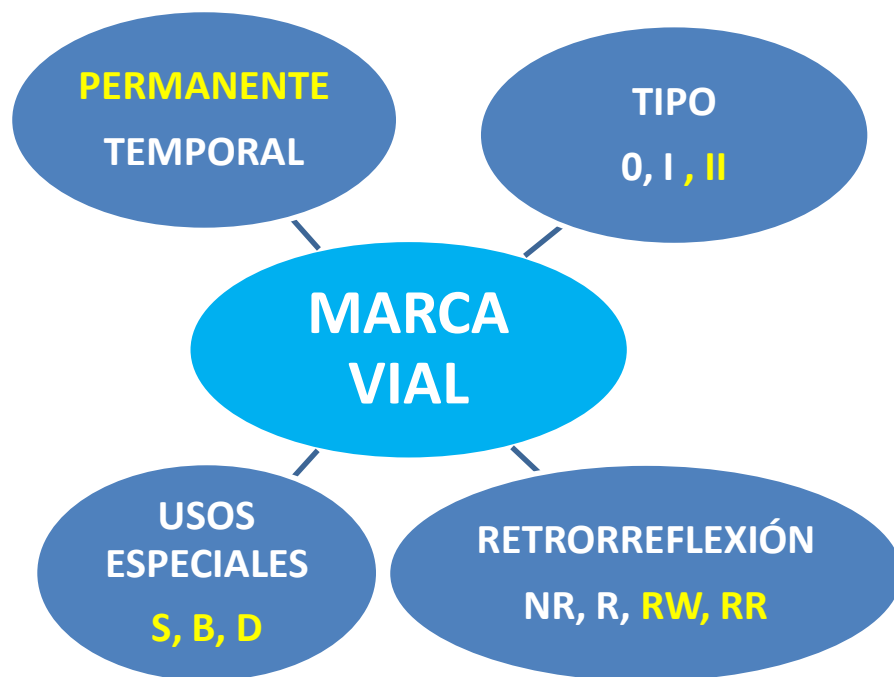 PERMANENTE
TEMPORAL
TIPO
0, I , II
MARCA
VIAL
USOS
ESPECIALES
S, B, D
RETRORREFLEXIÓN
NR, R, RW, RR